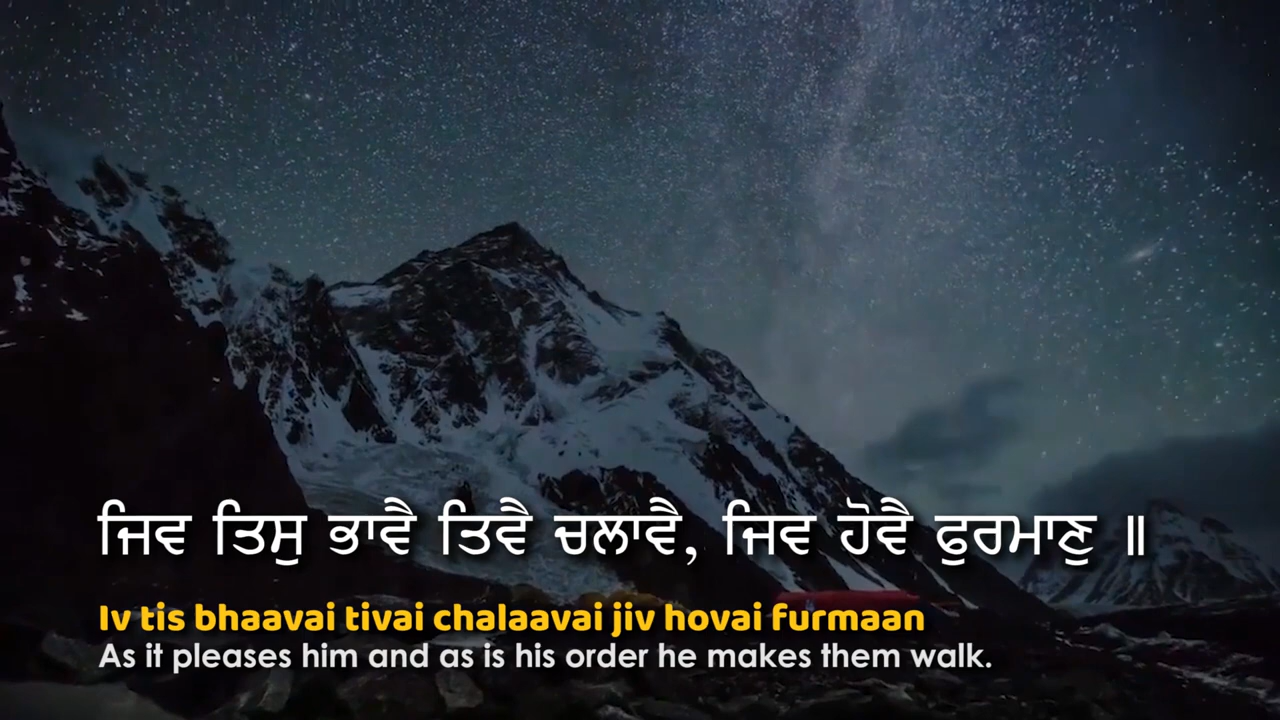 ਜਿਵ ਤਿਸੁ ਭਾਵੈ ਤਿਵੈ ਚਲਾਵੈ, ਜਿਵ ਹੋਵੈ ਫੁਰਮਾਣੁ ॥
Iv tis bhaavai tivai chalaavai jiv hovai furmaan
As it pleases him and as is his order he makes them walk.